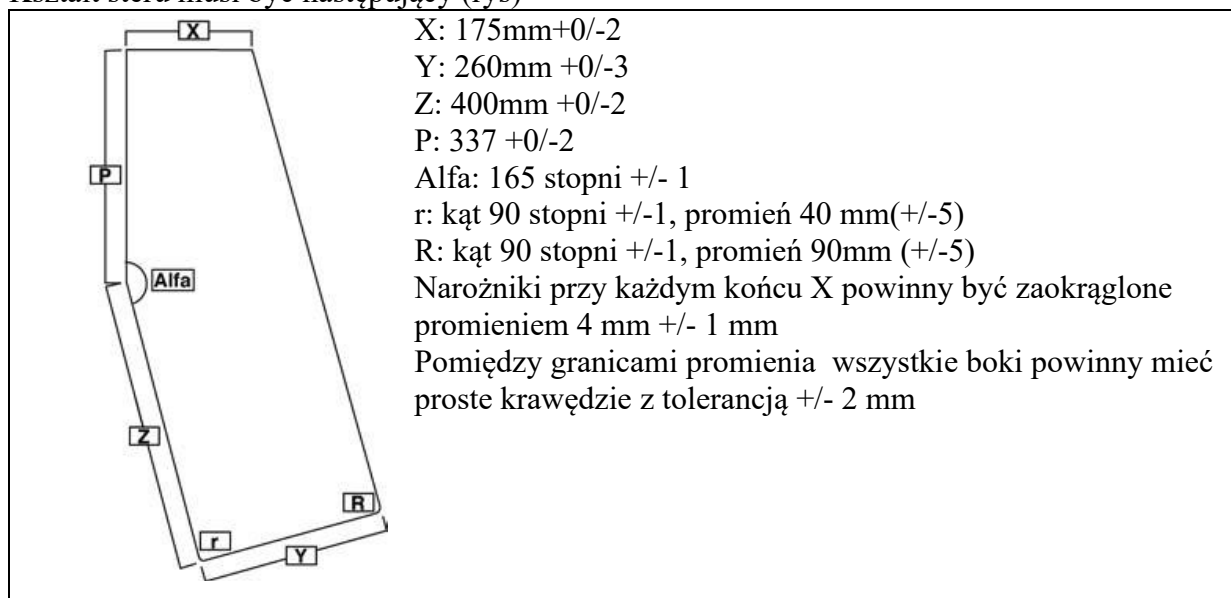 X
X: 175mm+0/-2
Y: 260mm +0/-3
Z: 400mm +0/-2
P: 337 +0/-2
Alfa: 165 stopni +/- 1
r: kąt 90 stopni +/-1, promień 40 mm(+/-5)
R: kąt 90 stopni +/-1, promień 90mm (+/-5)
Narożniki przy każdym końcu X powinny być zaokrąglone
promieniem 4 mm +/- 1 mm
Pomiędzy granicami promienia wszystkie boki powinny mieć
proste krawędzie z tolerancją +/- 2 mm
P
Alfa
Z
R
r
Y